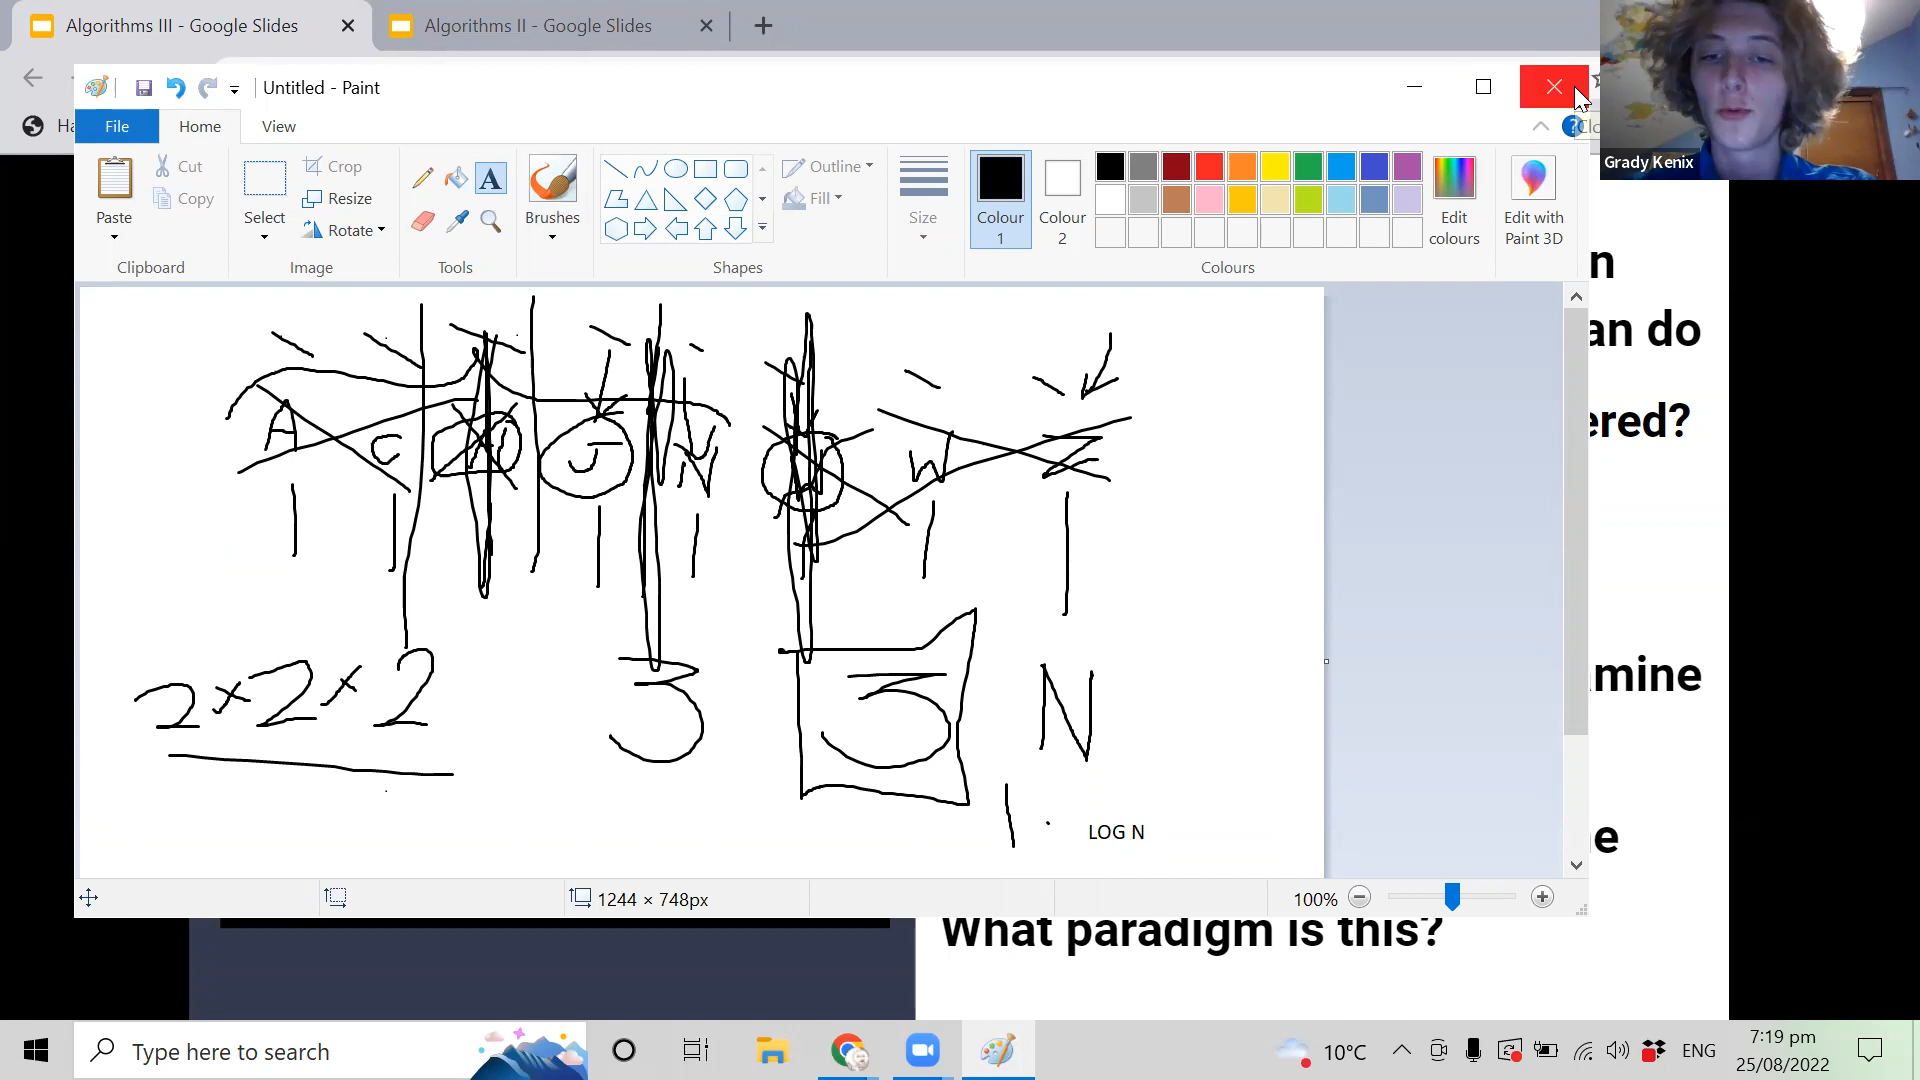 Algorithms III - Google Slides
Algorithms II - Google Slides
Untitled - Paint
File
Home
View
Paste
Cut
Copy
Clipboard
Select
Crop
Resize
Rotate
Image
A
Tools
Brushes
Outline
Fill
Shapes
Size
Colour
1
Colour
2
Edit
colours
Edit with
Paint 3D
Colours
Grady Kenix
n
an do
ered?
A C J N W Z
2 x 2 x 2 3 3 N
LOG N
mine
e
1244 × 748px
100%
What paradigm is this?
Type here to search
10°C
ENG
7:19 pm
25/08/2022